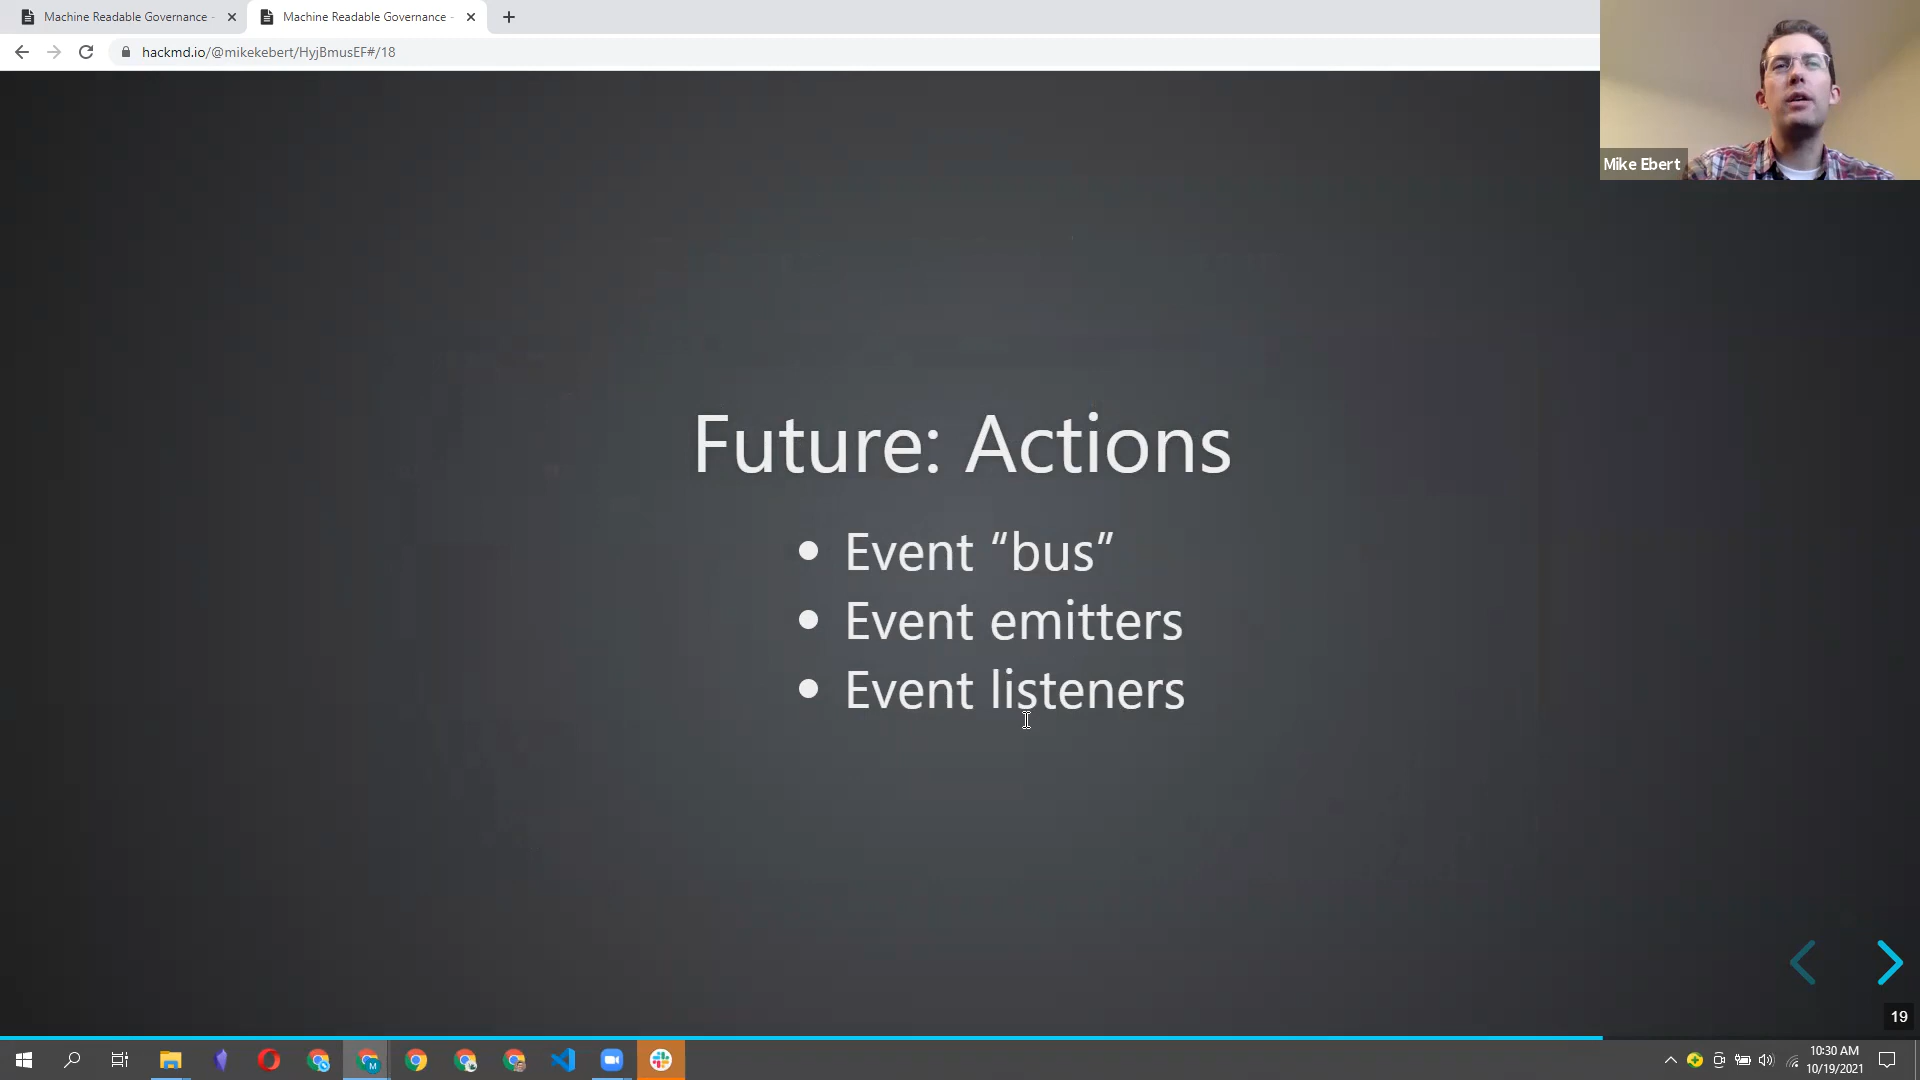 Machine Readable Governance -
Machine Readable Governance -
hackmd.io/@mikekebert/HyjBmusEF#/18
Mike Ebert
Future: Actions
Event “bus”
Event emitters
Event listeners
19
M
10:30 AM
10/19/2021